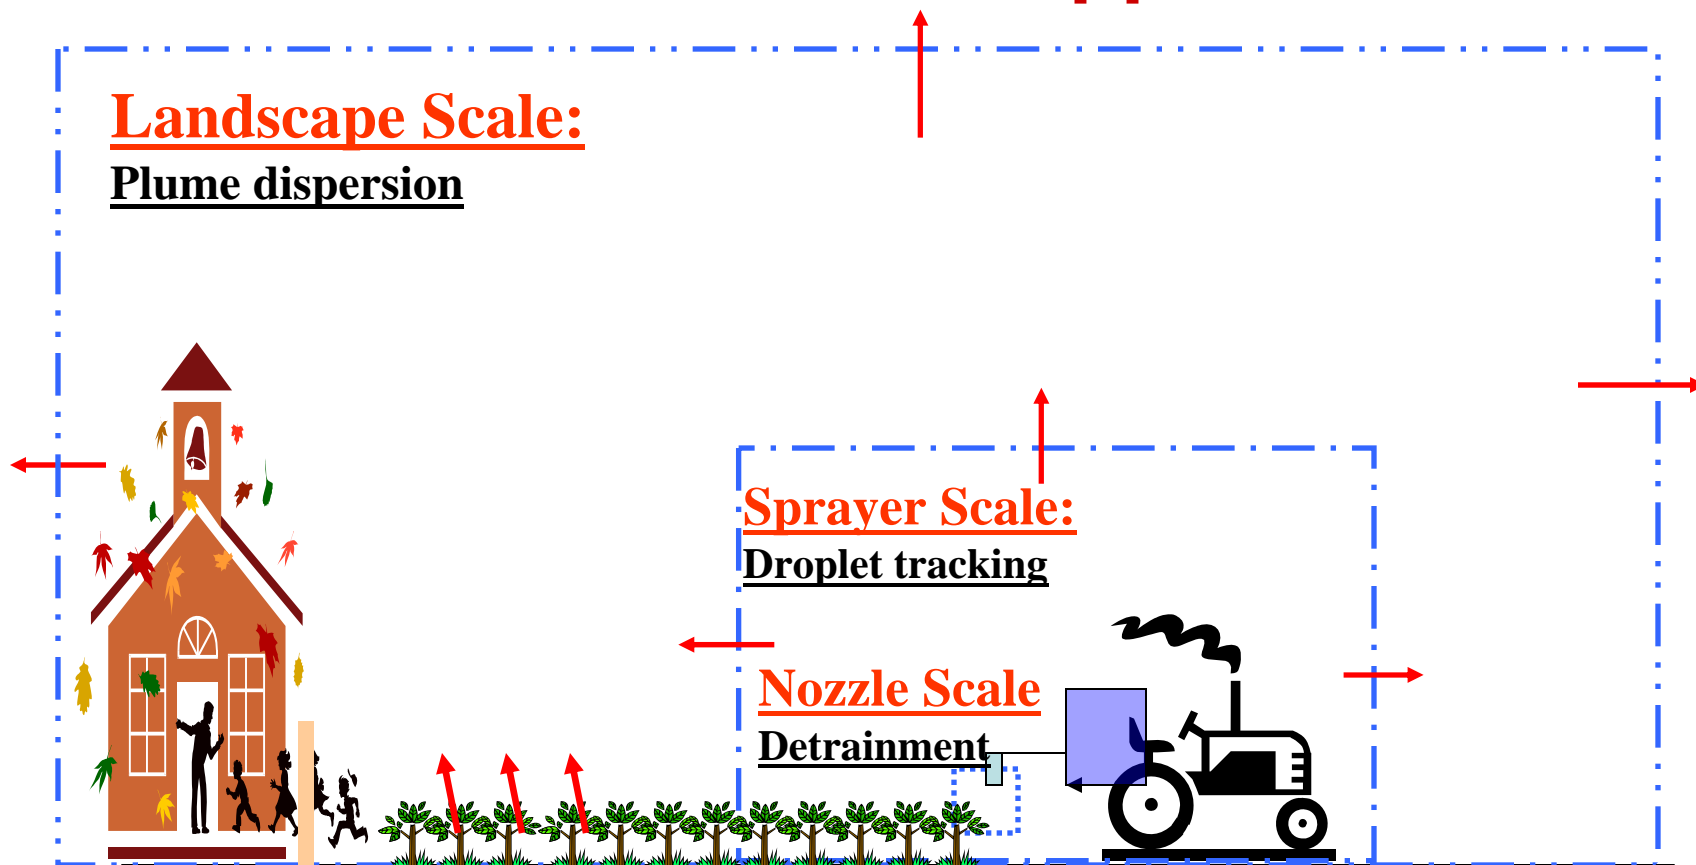 Landscape Scale:
Plume dispersion
Sprayer Scale:
Droplet tracking
Nozzle Scale
Detrainment